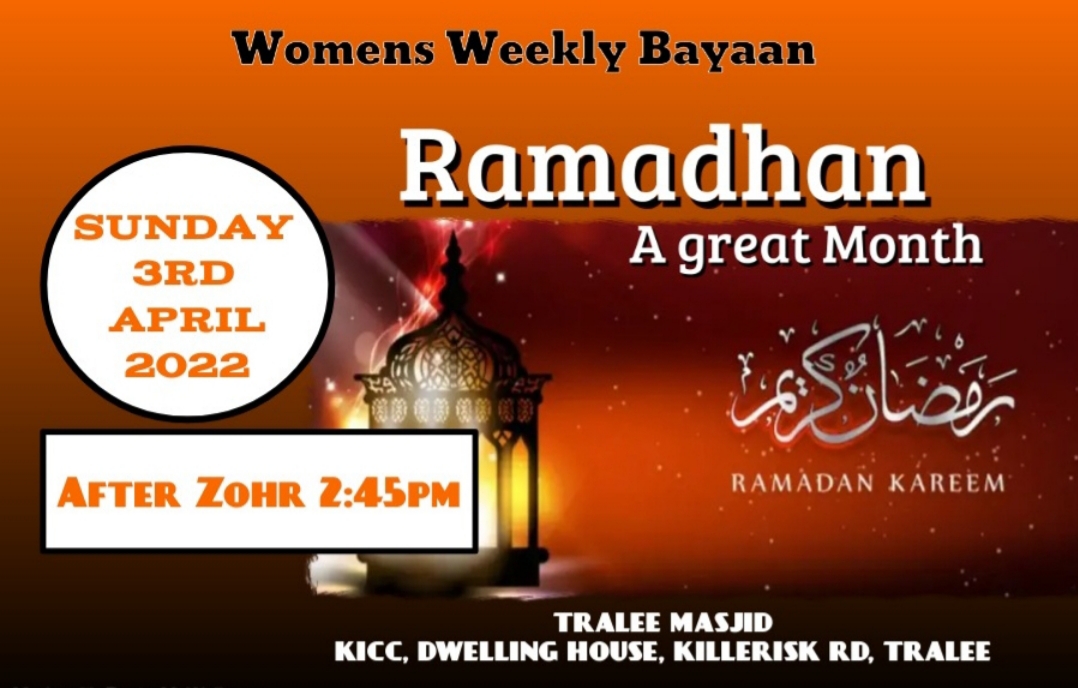 Womens Weekly Bayaan
Ramadhan
A great Month
SUNDAY
3RD
APRIL
2022
رمضان كريم
RAMADAN KAREEM
AFTER ZOHR 2:45PM
TRALEE MASJID
KICC, DWELLING HOUSE, KILLERISK RD, TRALEE